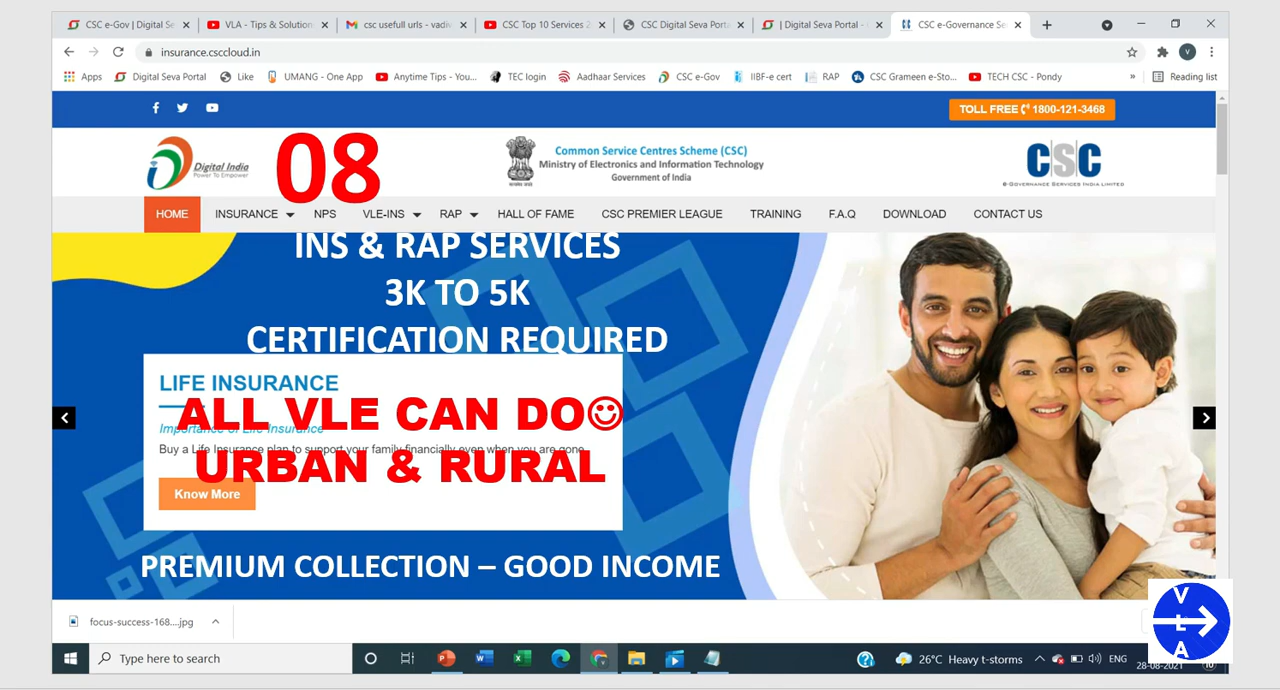 CSC e-Gov | Digital Se
VLA - Tips & Solution
csc usefull urls - vadiv
CSC Top 10 Services 2
CSC Digital Seva Porta
| Digital Seva Portal -
CSC e-Governance Se
insurance.csccloud.in
Apps
Digital Seva Portal
Like
UMANG - One App
Anytime Tips - You...
TEC login
Aadhaar Services
CSC e-Gov
IIBF-e cert
RAP
CSC Grameen e-Sto...
TECH CSC - Pondy
»
Reading list
TOLL FREE 1800-121-3468
Digital India
Power To Empower
08
Common Service Centres Scheme (CSC)
Ministry of Electronics and Information Technology
Government of India
CSC
e-Governance Services India Limited
HOME
INSURANCE
NPS
VLE-INS
RAP
HALL OF FAME
CSC PREMIER LEAGUE
TRAINING
F.A.Q
DOWNLOAD
CONTACT US
INS & RAP SERVICES
3K TO 5K
CERTIFICATION REQUIRED
LIFE INSURANCE
ALL VLE CAN DO☺
Importance of Life Insurance
Buy a Life Insurance plan to support your family financially even when you are gone
URBAN & RURAL
Know More
PREMIUM COLLECTION – GOOD INCOME
focus-success-168....jpg
VLA
Type here to search
26°C Heavy t-storms
ENG
28-08-2021